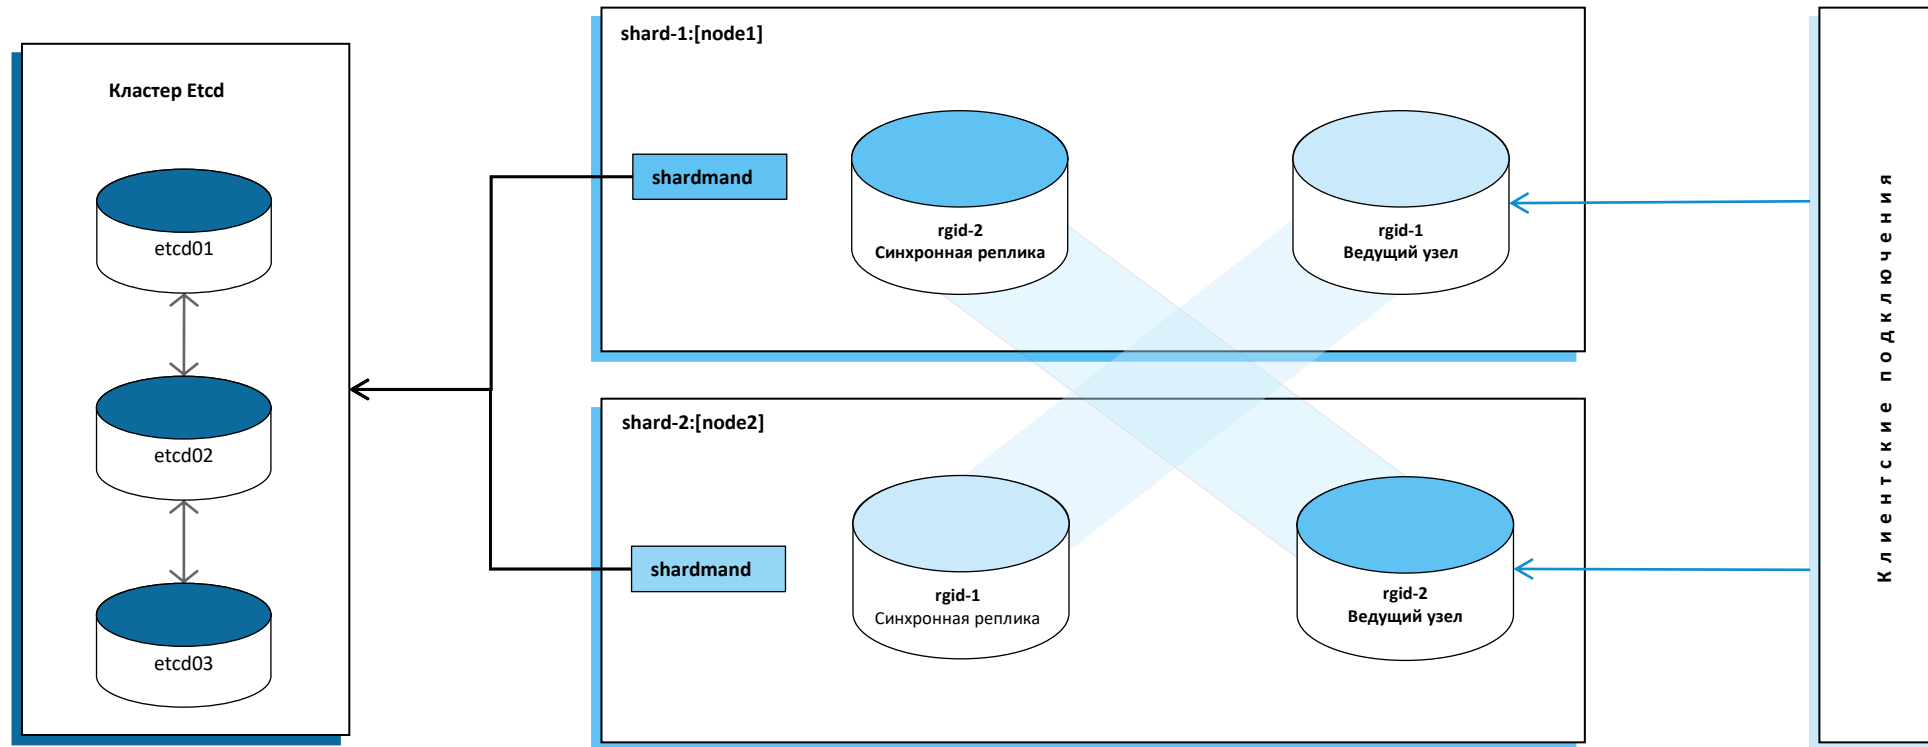 Кластер Etcd
etcd01
etcd02
etcd03
shard-1:[node1]
shardmand
rgid-2
Синхронная реплика
rgid-1
Ведущий узел
shard-2:[node2]
shardmand
rgid-1
Синхронная реплика
rgid-2
Ведущий узел
Клиентские подключения